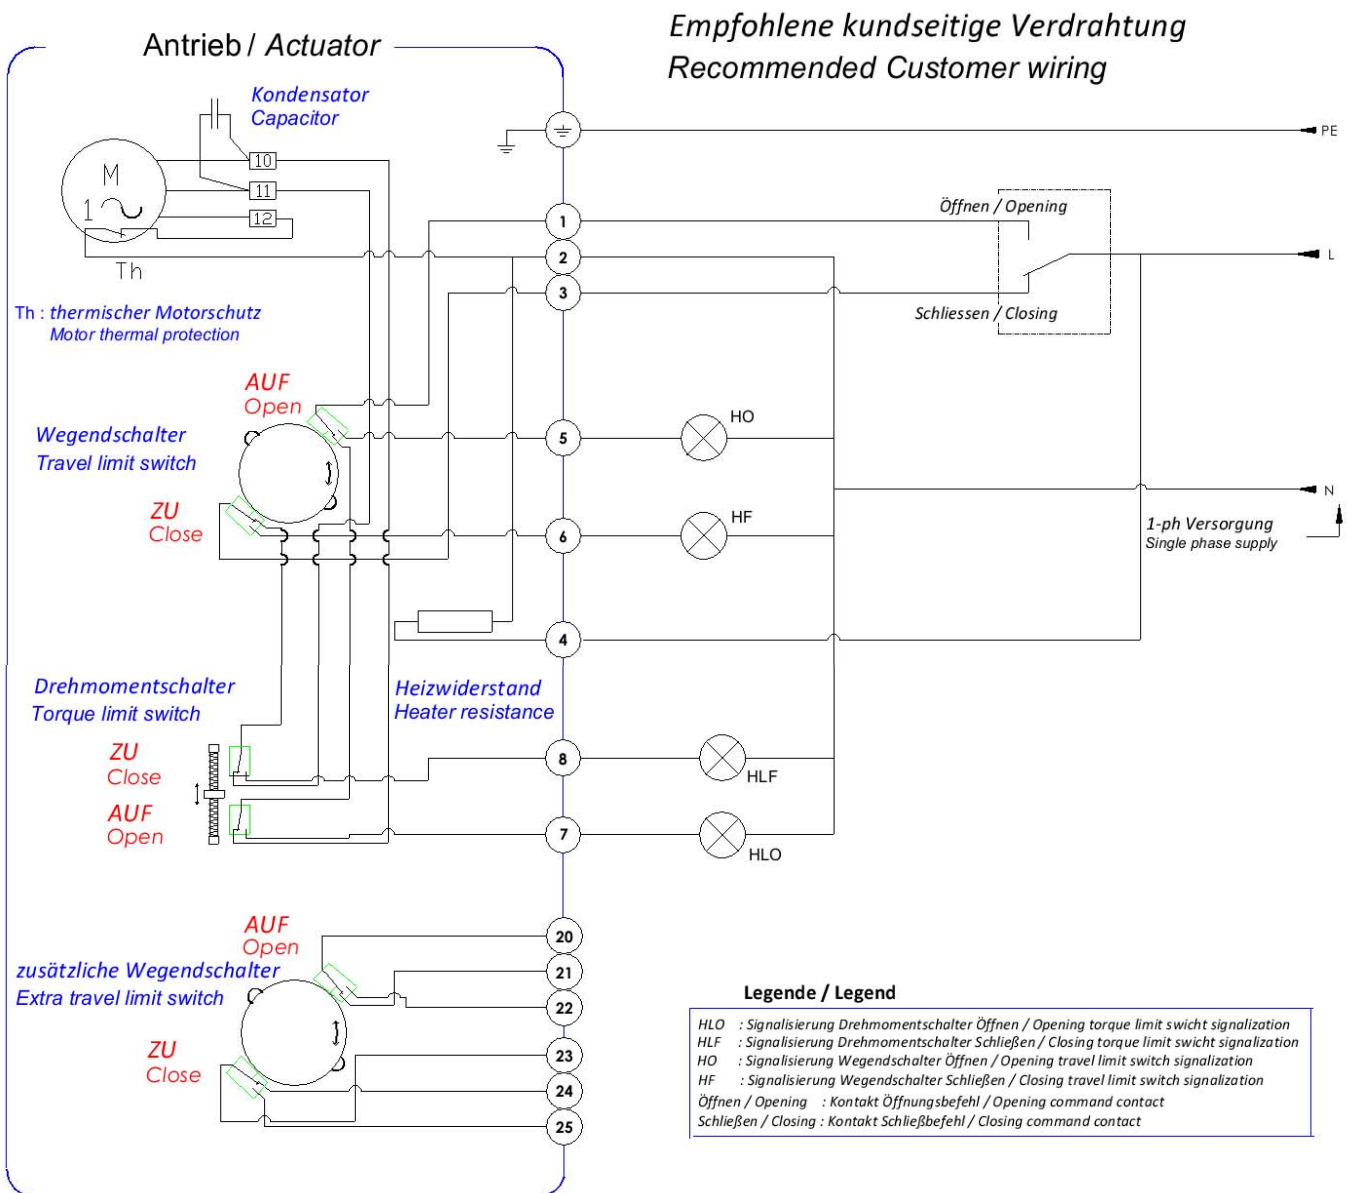 Empfohlene kundseitige Verdrahtung
Recommended Customer wiring
Antrieb / Actuator
Kondensator
Capacitor
PE
M
1
10
11
12
Th
1
2
3
Öffnen / Opening
L
Schliessen / Closing
Th : thermischer Motorschutz
Motor thermal protection
AUF
Open
Wegendschalter
Travel limit switch
ZU
Close
5
HO
6
HF
N
1-ph Versorgung
Single phase supply
4
Drehmomentschalter
Torque limit switch
Heizwiderstand
Heater resistance
ZU
Close
AUF
Open
8
HLF
7
HLO
AUF
Open
zusätzliche Wegendschalter
Extra travel limit switch
ZU
Close
20
21
22
23
24
25
Legende / Legend
HLO : Signalisierung Drehmomentschalter Öffnen / Opening torque limit swicht signalization
HLF : Signalisierung Drehmomentschalter Schließen / Closing torque limit swicht signalization
HO : Signalisierung Wegendschalter Öffnen / Opening travel limit switch signalization
HF : Signalisierung Wegendschalter Schließen / Closing travel limit switch signalization
Öffnen / Opening : Kontakt Öffnungsbefehl / Opening command contact
Schließen / Closing : Kontakt Schließbefehl / Closing command contact